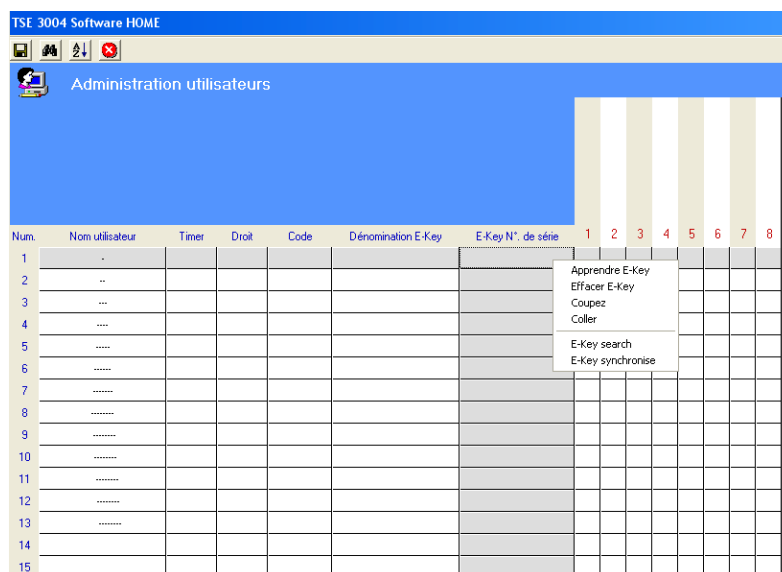 TSE 3004 Software HOME
Administration utilisateurs
Num. Nom utilisateur Timer Droit Code Dénomination E-Key E-Key N°. de série 1 2 3 4 5 6 7 8
1 .
2 ..
3 ...
4 ....
5 .....
6 ......
7 .......
8 ........
9 ........
10 ........
11 ........
12 ........
13 ........
14
15
Apprendre E-Key
Effacer E-Key
Coupez
Coller
E-Key search
E-Key synchronise